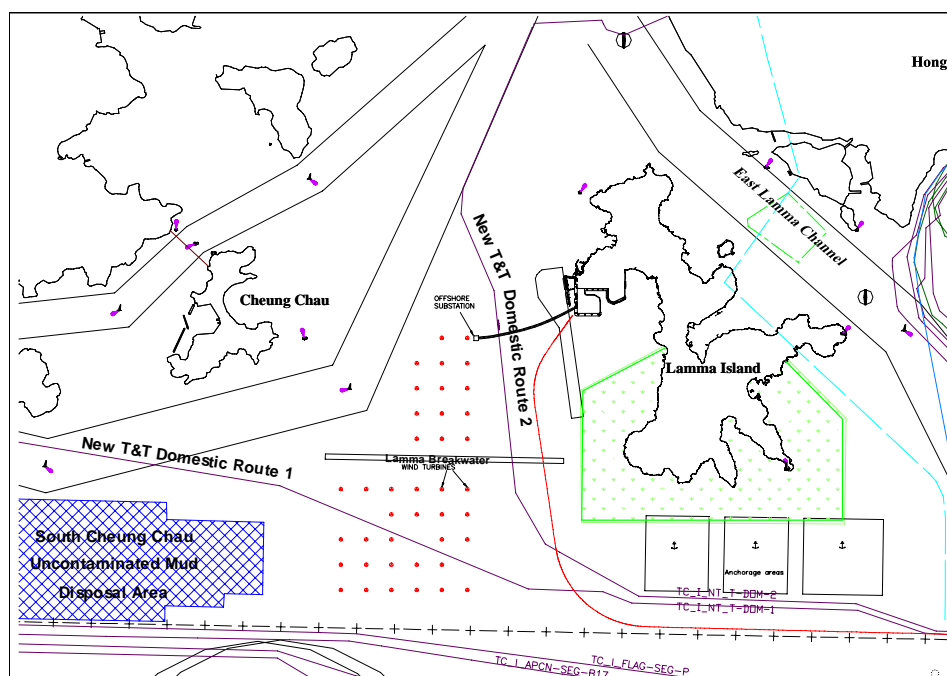 Hong
East Lamma Channel
New T&T Domestic Route 2
Cheung Chau
OFFSHORE
SUBSTATION
Lamma Island
New T&T Domestic Route 1
Lamma Breakwater
WIND TURBINES
South Cheung Chau
Uncontaminated Mud
Disposal Area
Anchorage areas
TC_I_NT_T-DOM-2
TC_I_NT_T-DOM-1
TC_I_FLAG-SEG-P
TC_I_APCN-SEG-B17